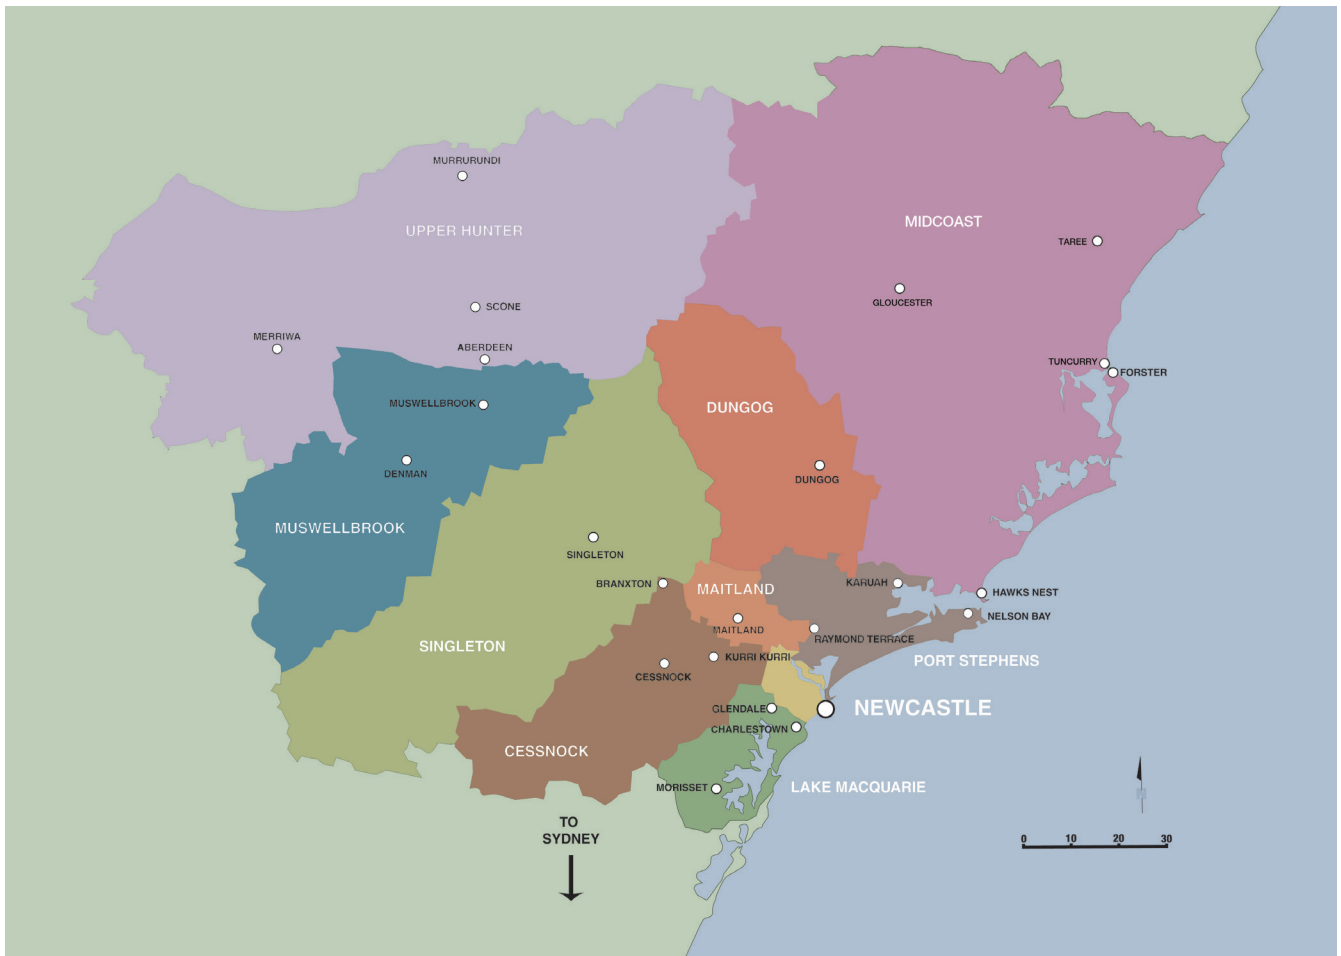 MURRURUNDI
UPPER HUNTER
MIDCOAST
TAREE
GLOUCESTER
SCONE
MERRIWA
ABERDEEN
TUNCURRY
FORSTER
MUSWELLBROOK
DUNGOG
DENMAN
DUNGOG
MUSWELLBROOK
SINGLETON
BRANXTON
MAITLAND
KARUAH
HAWKS NEST
NELSON BAY
MAITLAND
RAYMOND TERRACE
SINGLETON
KURRI KURRI
PORT STEPHENS
CESSNOCK
GLENDALE
NEWCASTLE
CHARLESTOWN
CESSNOCK
MORISSET
LAKE MACQUARIE
TO
SYDNEY
0 10 20 30